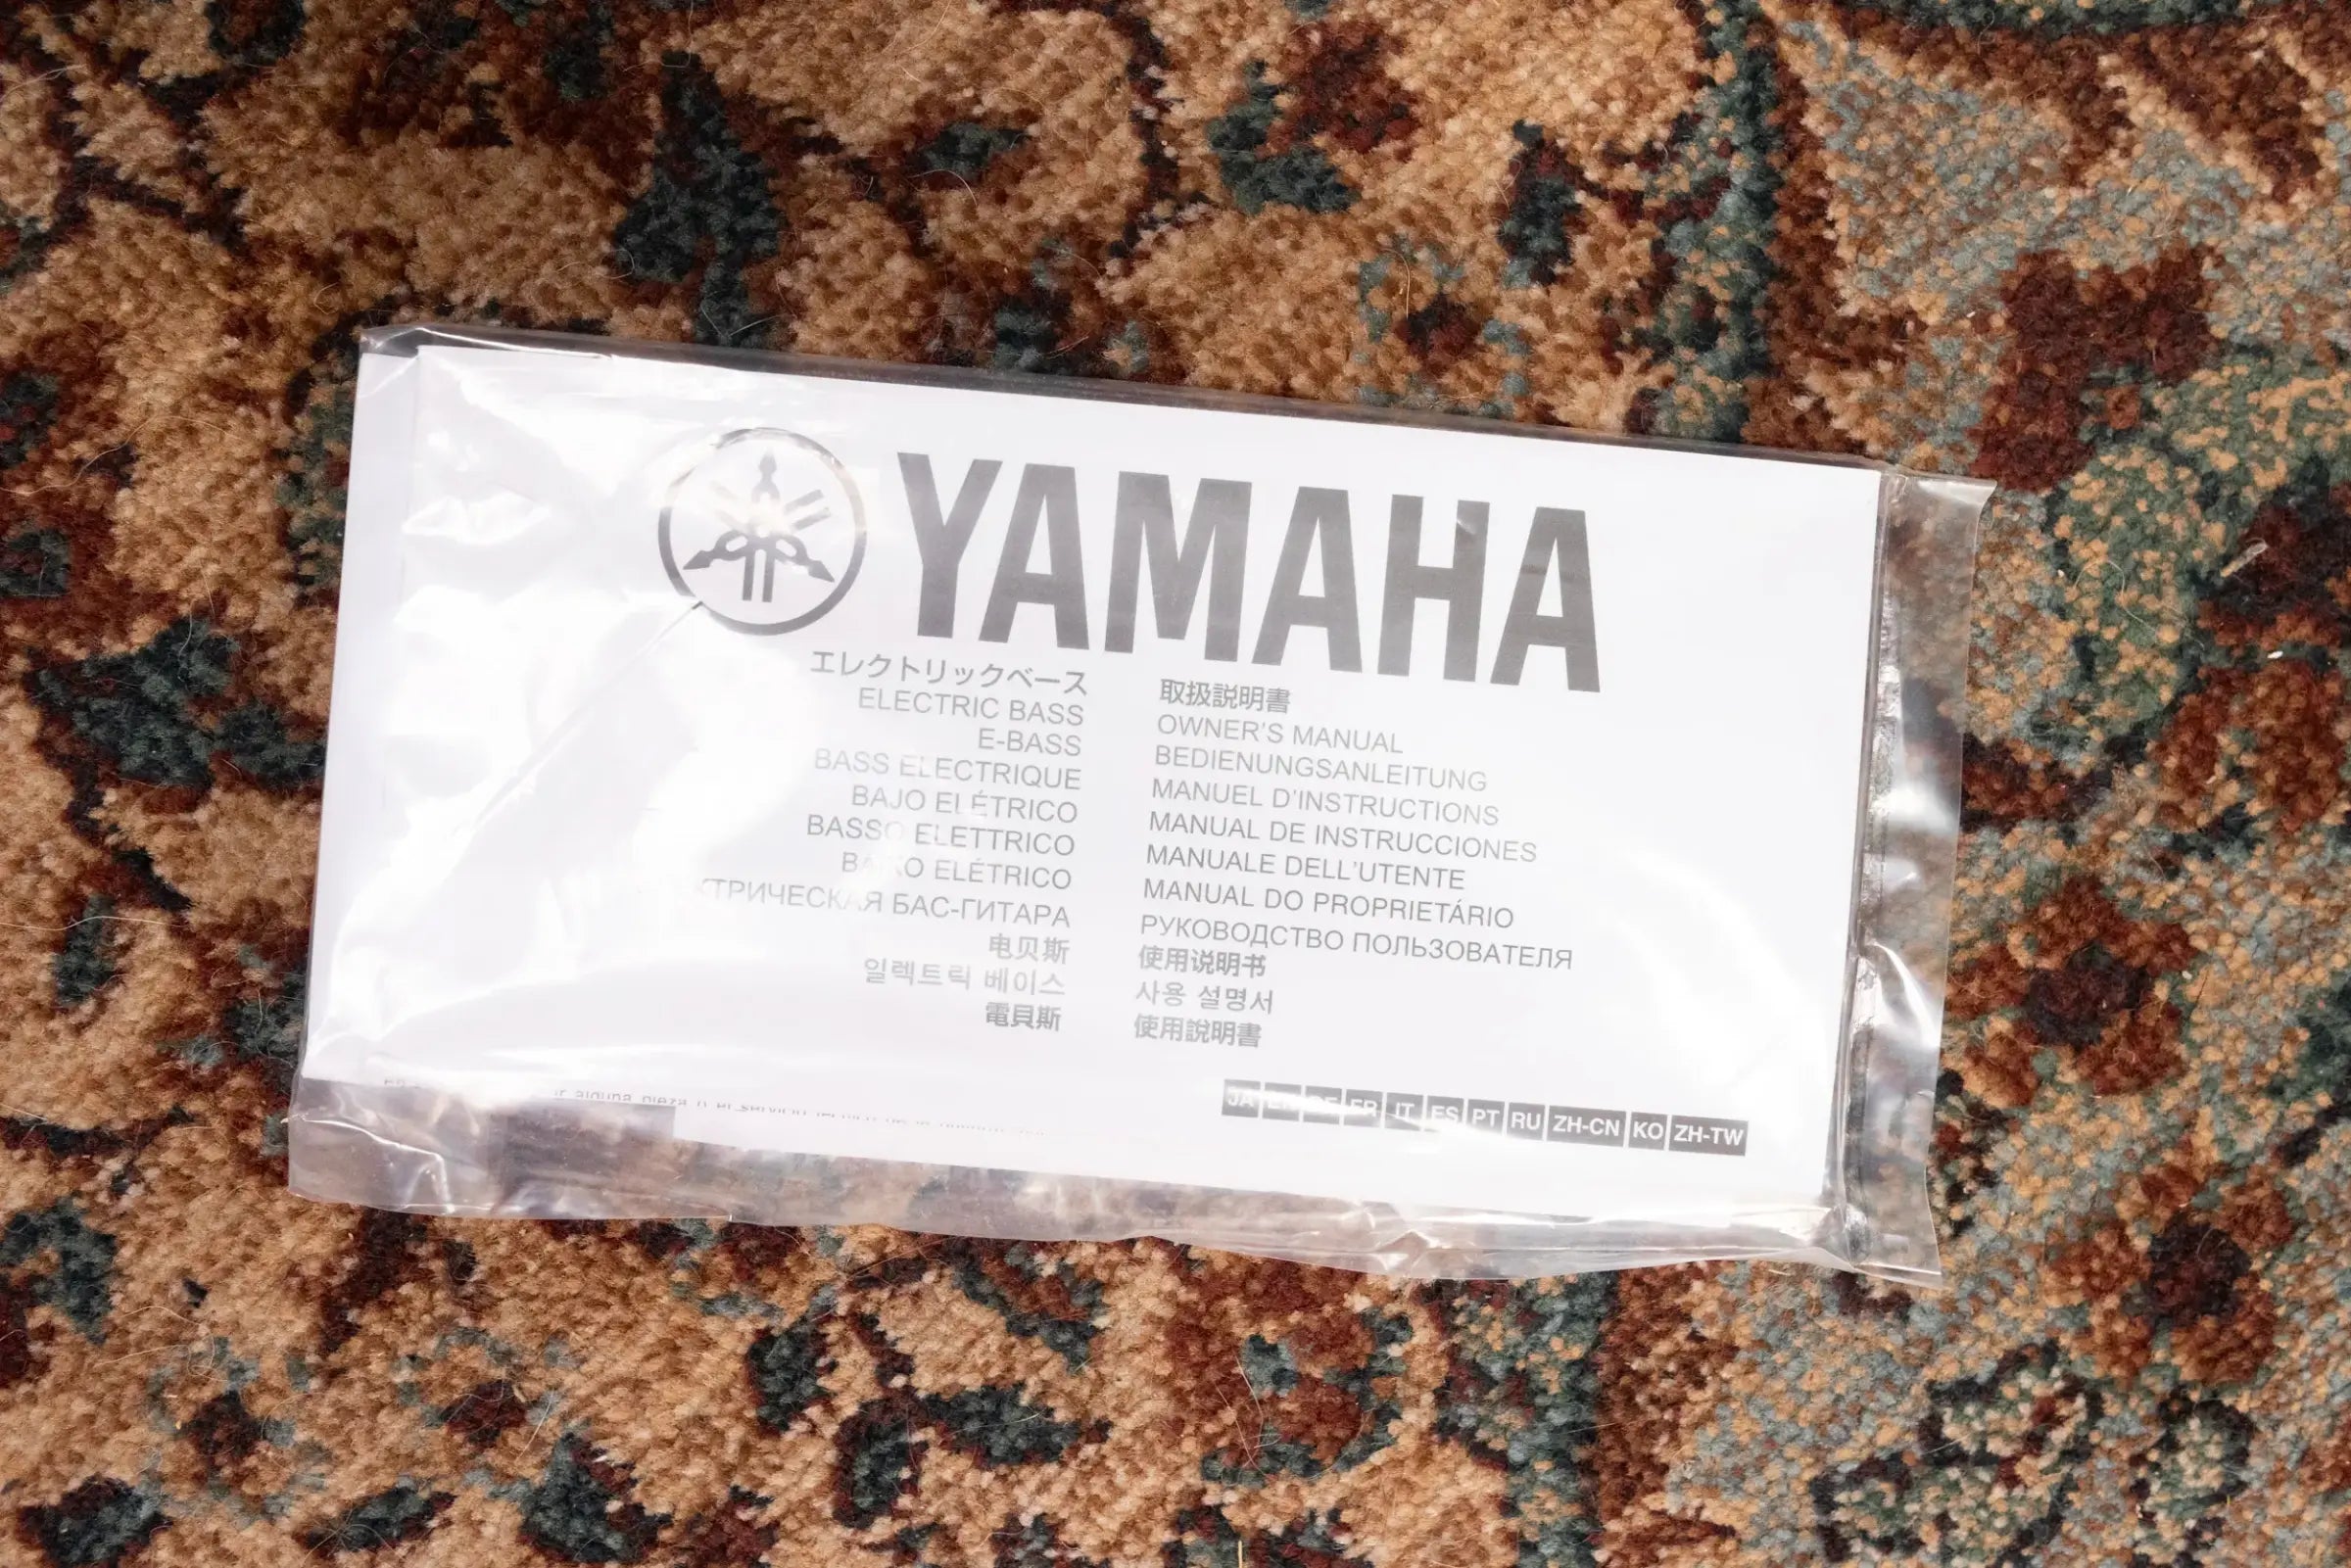 YAMAHA
エレクトリックベース 取扱説明書
ELECTRIC BASS OWNER'S MANUAL
E-BASS BEDIENUNGSANLEITUNG
BASS ELECTRIQUE MANUEL D'INSTRUCTIONS
BAJO ELÉTRICO MANUAL DE INSTRUCCIONES
BASSO ELETTRICO MANUALE DELL'UTENTE
BAIXO ELÉTRICO MANUAL DO PROPRIETÁRIO
БАС-ГИТАРА РУКОВОДСТВО ПОЛЬЗОВАТЕЛЯ
电贝斯 使用说明书
일렉트릭 베이스 사용 설명서
電貝斯 使用說明書
JA EN DE FR IT ES PT RU ZH-CN KO ZH-TW